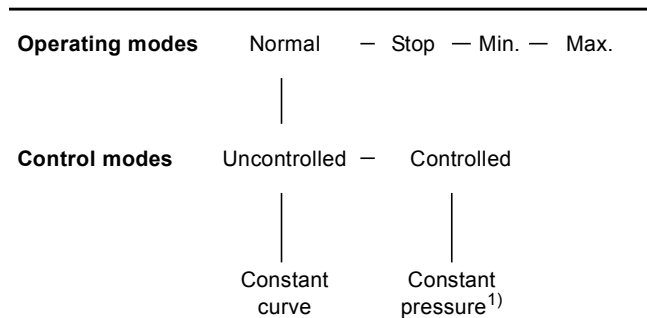 Operating modes Normal – Stop – Min. – Max.
Control modes Uncontrolled – Controlled
Constant curve Constant pressure1)